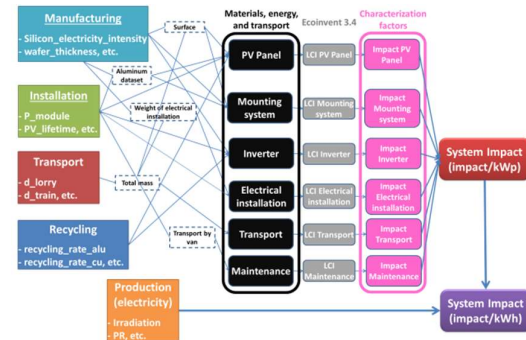 Manufacturing
- Silicon_electricity_intensity
- wafer_thickness, etc.
Installation
- P_module
- PV_lifetime, etc.
Transport
- d_lorry
- d_train, etc.
Recycling
- recycling_rate_alu
- recycling_rate_cu, etc.
Production
(electricity)
- Irradiation
- PR, etc.
Surface
Aluminum
dataset
Weight of electrical
installation
Total mass
Transport by
van
Materials, energy,
and transport
PV Panel
Mounting
system
Inverter
Electrical
installation
Transport
Maintenance
Ecoinvent 3.4
LCI PV Panel
LCI Mounting
system
LCI Inverter
LCI Electrical
installation
LCI Transport
LCI
Maintenance
Characterization
factors
Impact PV
Panel
Impact
Mounting
system
Impact
Inverter
Impact
Electrical
installation
Impact
Transport
Impact
Maintenance
System Impact
(impact/kWp)
System Impact
(impact/kWh)